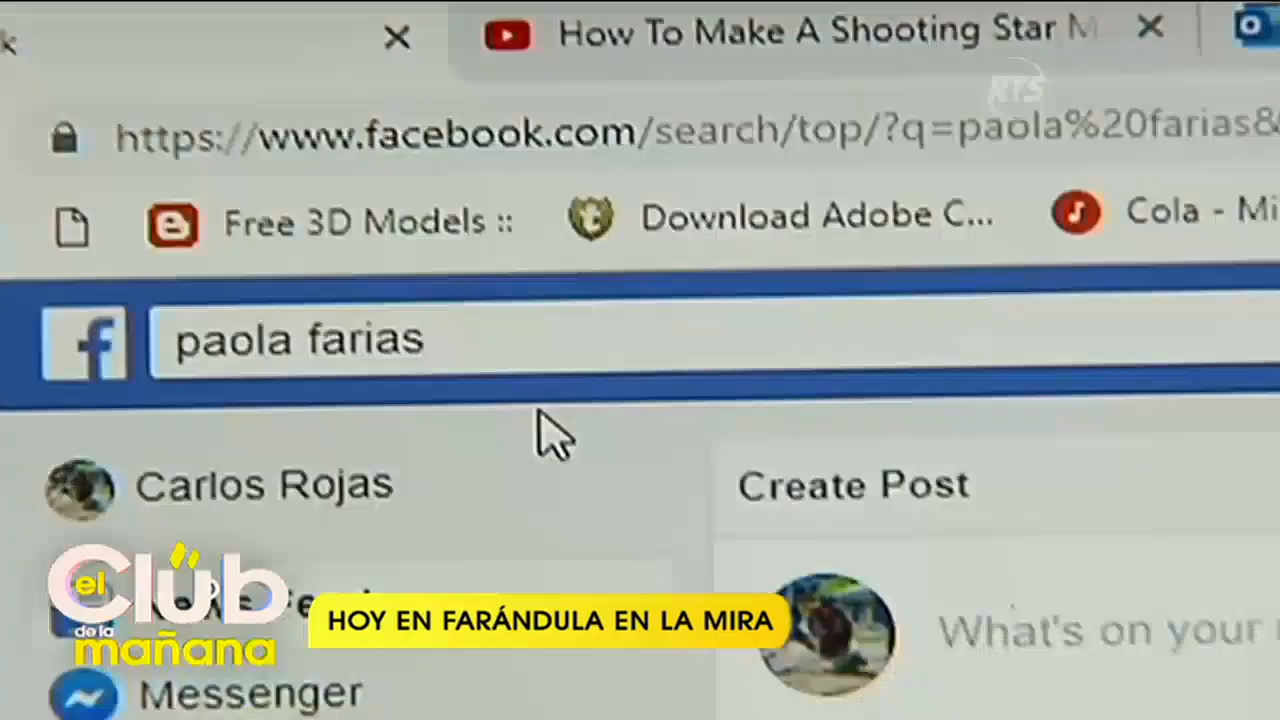 k
How To Make A Shooting Star M
RTS
https://www.facebook.com/search/top/?q=paola%20farias&
Free 3D Models ::
Download Adobe C...
Cola - Mi
f
paola farias
Carlos Rojas
Create Post
el Club
de la
mañana
HOY EN FARÁNDULA EN LA MIRA
What's on your
Messenger